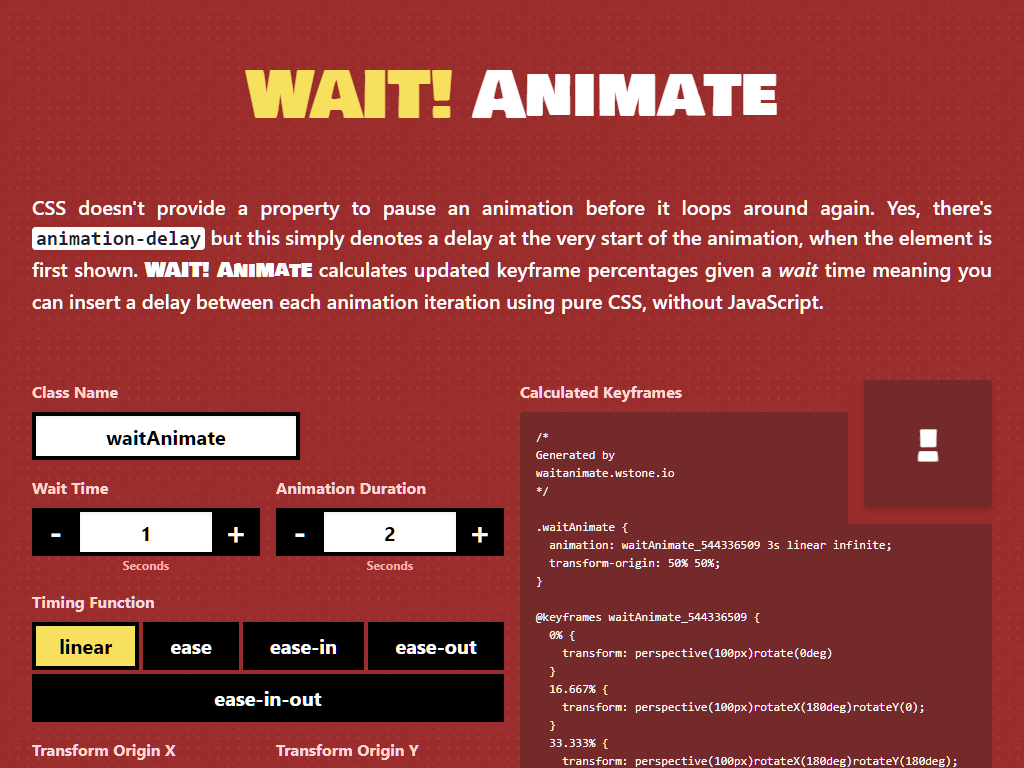 WAIT! ANIMATE
CSS doesn't provide a property to pause an animation before it loops around again. Yes, there's
animation-delay but this simply denotes a delay at the very start of the animation, when the element is
first shown. WAIT! ANIMATE calculates updated keyframe percentages given a wait time meaning you
can insert a delay between each animation iteration using pure CSS, without JavaScript.
Class Name
waitAnimate
Wait Time
Animation Duration
- 1 +
- 2 +
Seconds
Seconds
Timing Function
linear
ease
ease-in
ease-out
ease-in-out
Transform Origin X
Transform Origin Y
Calculated Keyframes
!
/*
Generated by
waitanimate.wstone.io
*/
.waitAnimate {
animation: waitAnimate_544336509 3s linear infinite;
transform-origin: 50% 50%;
}
@keyframes waitAnimate_544336509 {
0% {
transform: perspective(100px)rotate(0deg)
}
16.667% {
transform: perspective(100px)rotateX(180deg)rotateY(0);
}
33.333% {
transform: perspective(100px)rotateX(180deg)rotateY(180deg);